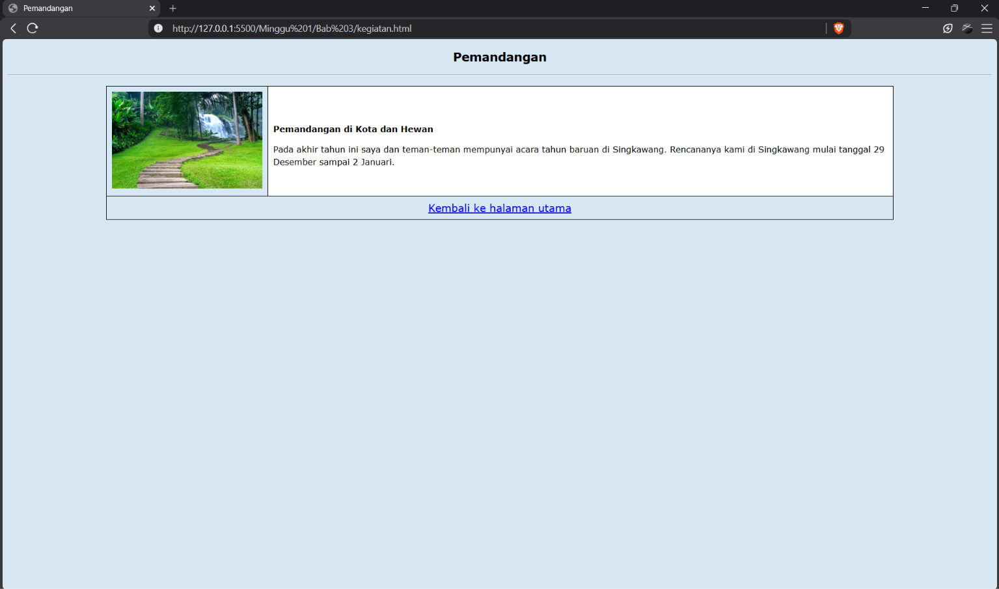 Pemandangan
http://127.0.0.1:5500/Minggu%201/Bab%203/kegiatan.html
Pemandangan
Pemandangan di Kota dan Hewan
Pada akhir tahun ini saya dan teman-teman mempunyai acara tahun baruan di Singkawang. Rencananya kami di Singkawang mulai tanggal 29
Desember sampai 2 Januari.
Kembali ke halaman utama